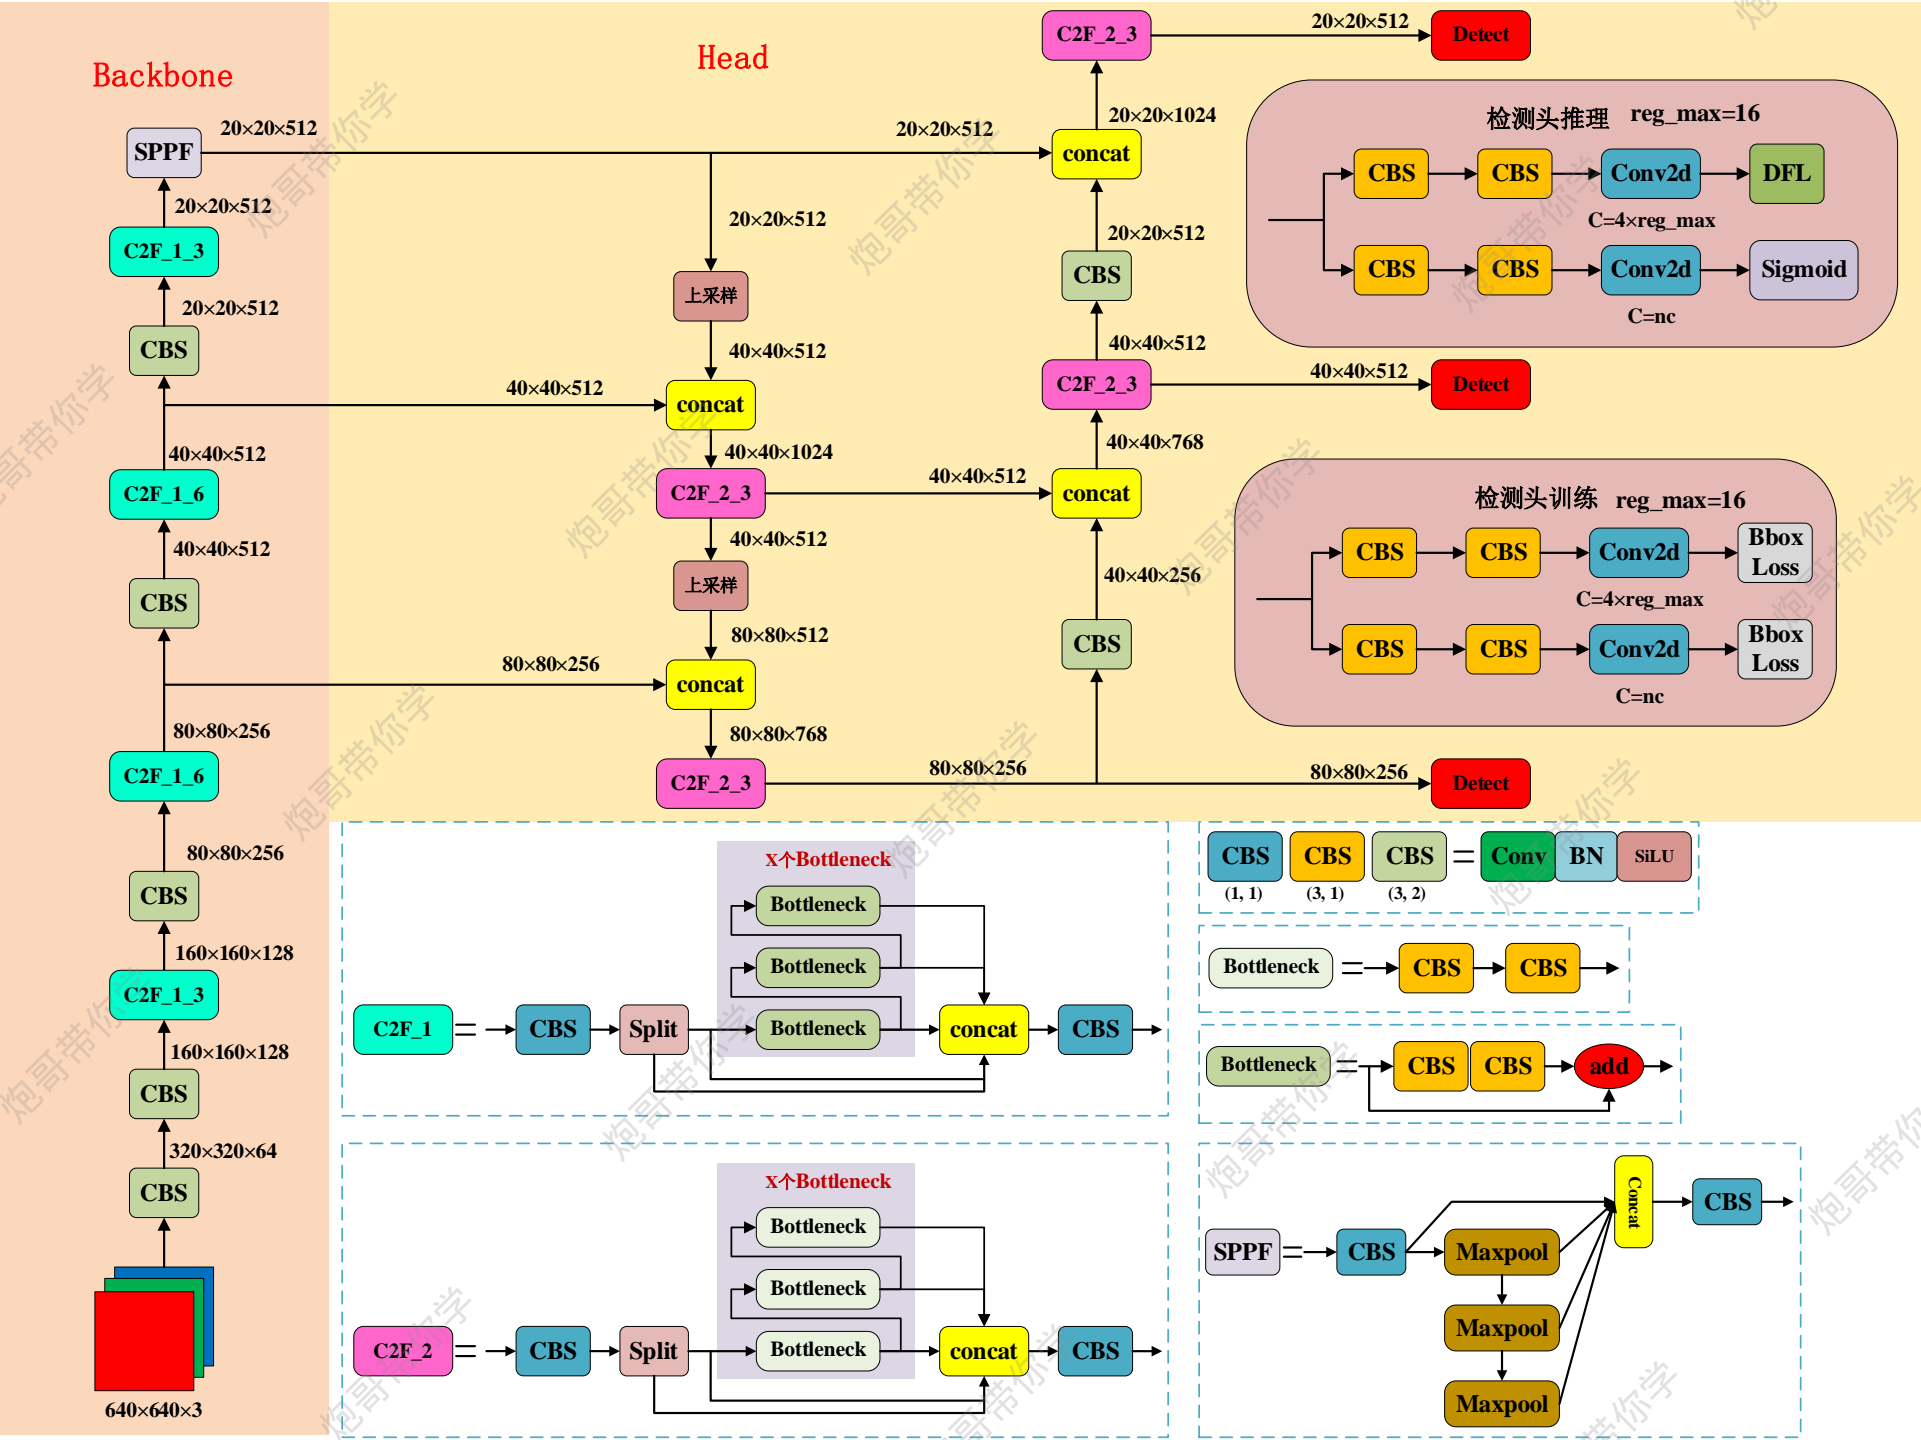 Backbone
SPPF
20×20×512
20×20×512
C2F_1_3
20×20×512
CBS
40×40×512
C2F_1_6
40×40×512
CBS
80×80×256
C2F_1_6
80×80×256
CBS
160×160×128
C2F_1_3
160×160×128
CBS
320×320×64
CBS
640×640×3
Head
20×20×512
上采样
40×40×512
40×40×512
concat
40×40×1024
C2F_2_3
40×40×512
上采样
80×80×512
80×80×256
concat
80×80×768
C2F_2_3
80×80×256
C2F_2_3
20×20×512
Detect
20×20×1024
20×20×512
concat
20×20×512
CBS
40×40×512
C2F_2_3
40×40×512
Detect
40×40×768
40×40×512
concat
40×40×256
CBS
80×80×256
Detect
检测头推理 reg_max=16
CBS
CBS
Conv2d
DFL
C=4×reg_max
CBS
CBS
Conv2d
Sigmoid
C=nc
检测头训练 reg_max=16
CBS
CBS
Conv2d
Bbox
Loss
C=4×reg_max
CBS
CBS
Conv2d
Bbox
Loss
C=nc
X个Bottleneck
Bottleneck
Bottleneck
C2F_1
=
CBS
Split
Bottleneck
concat
CBS
X个Bottleneck
Bottleneck
Bottleneck
C2F_2
=
CBS
Split
Bottleneck
concat
CBS
CBS
CBS
CBS
=
Conv
BN
SiLU
(1, 1)
(3, 1)
(3, 2)
Bottleneck
=
CBS
CBS
Bottleneck
=
CBS
CBS
add
SPPF
=
CBS
Maxpool
Maxpool
Maxpool
Concat
CBS
炮哥带你学